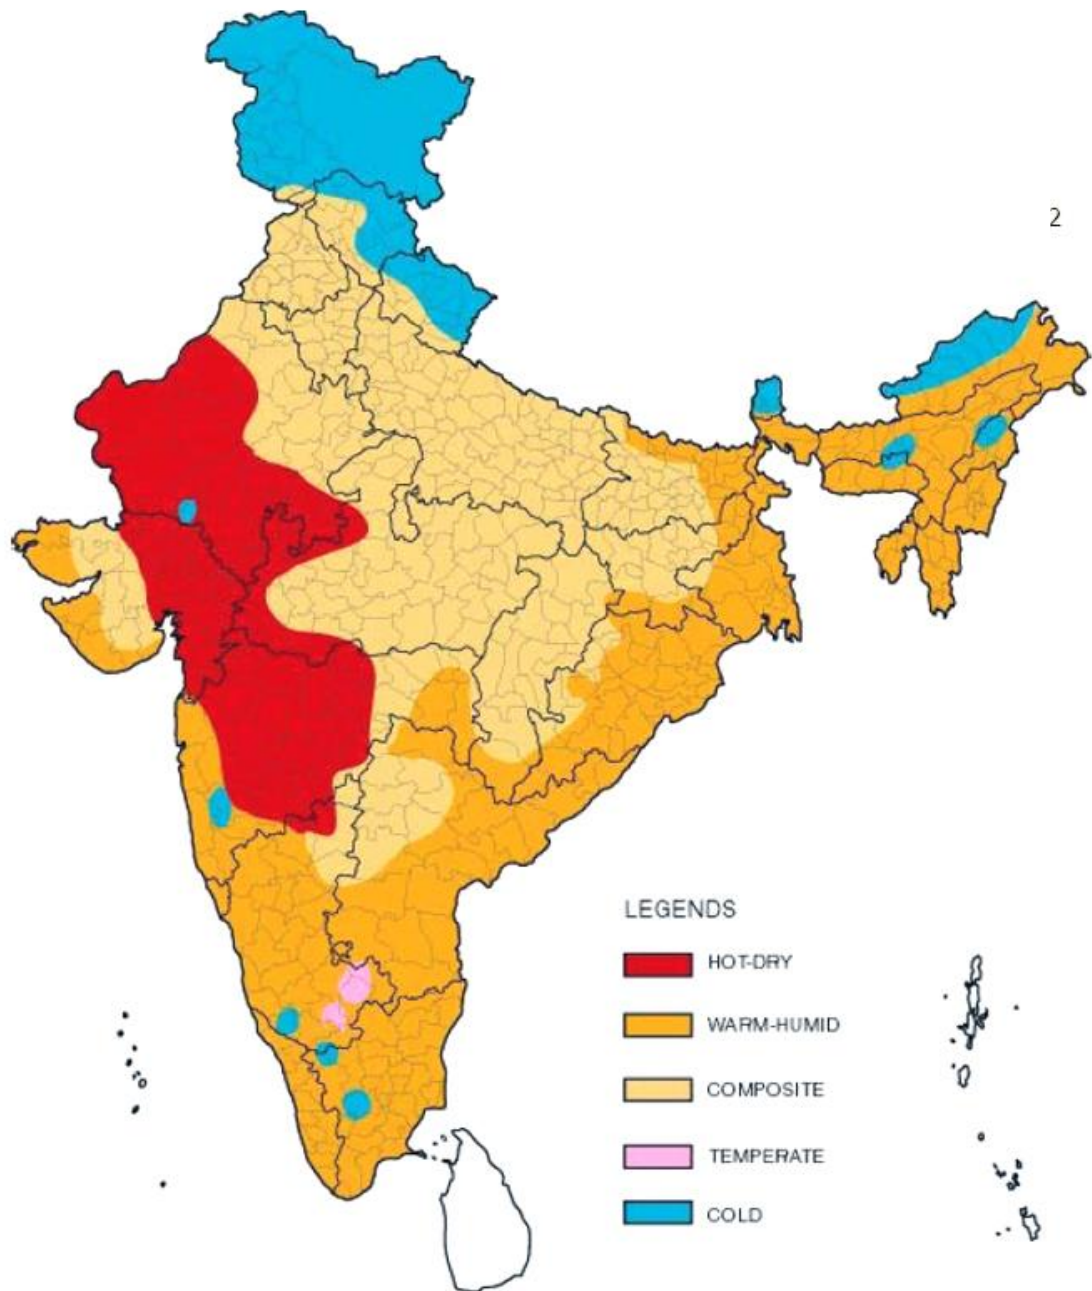 2
LEGENDS
HOT-DRY
WARM-HUMID
COMPOSITE
TEMPERATE
COLD